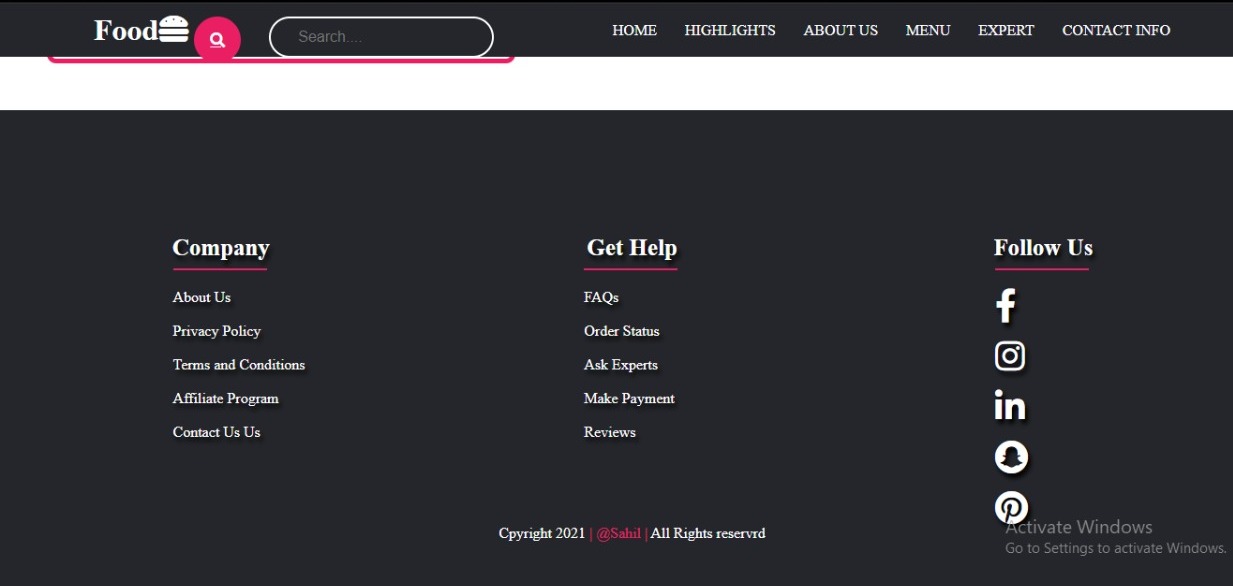 Food
Search....
HOME HIGHLIGHTS ABOUT US MENU EXPERT CONTACT INFO
Company
About Us
Privacy Policy
Terms and Conditions
Affiliate Program
Contact Us Us
Get Help
FAQs
Order Status
Ask Experts
Make Payment
Reviews
Follow Us
Cpyright 2021 | @Sahil | All Rights reservrd
Activate Windows
Go to Settings to activate Windows.